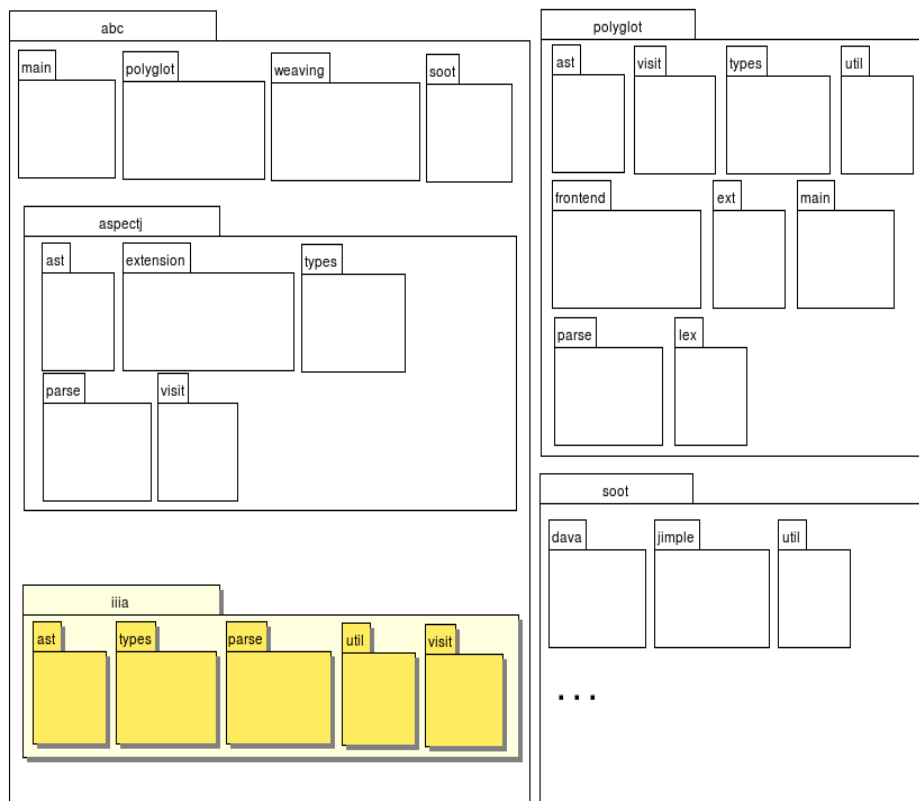 abc
main polyglot weaving soot
aspectj
ast extension types
parse visit
iiia
ast types parse util visit
polyglot
ast visit types util
frontend ext main
parse lex
soot
dava jimple util
...